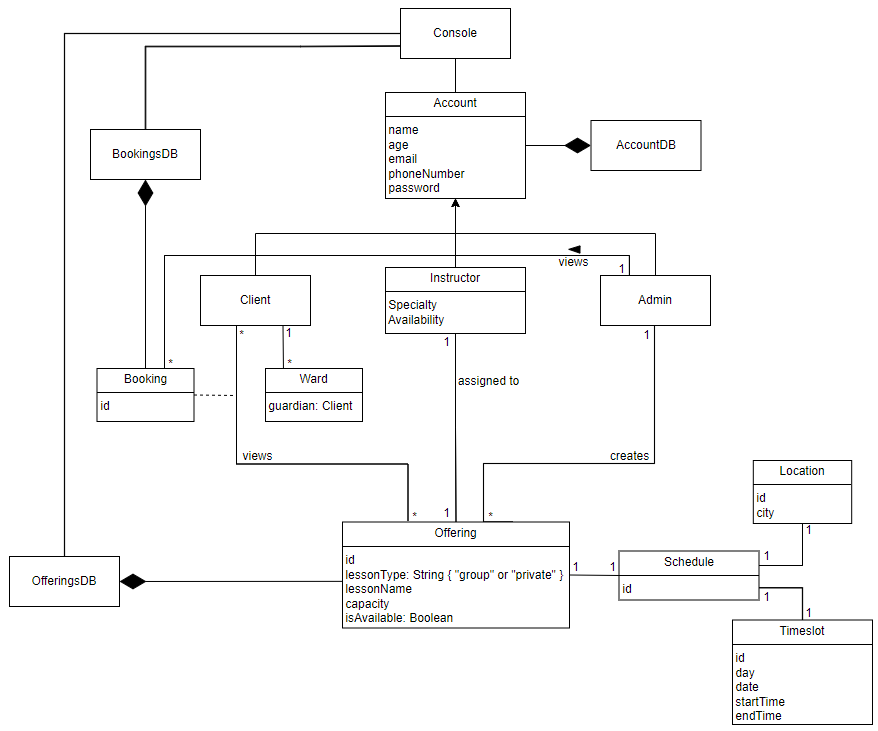 Console
Account
name
age
email
phoneNumber
password
AccountDB
BookingsDB
views
1
Client
Instructor
Specialty
Availability
Admin
*
1
1
1
*
*
Booking
id
Ward
guardian: Client
assigned to
views
creates
*
1
*
Location
id
city
1
Offering
id
lessonType: String { "group" or "private" }
lessonName
capacity
isAvailable: Boolean
OfferingsDB
1
1
Schedule
id
1
1
1
Timeslot
id
day
date
startTime
endTime